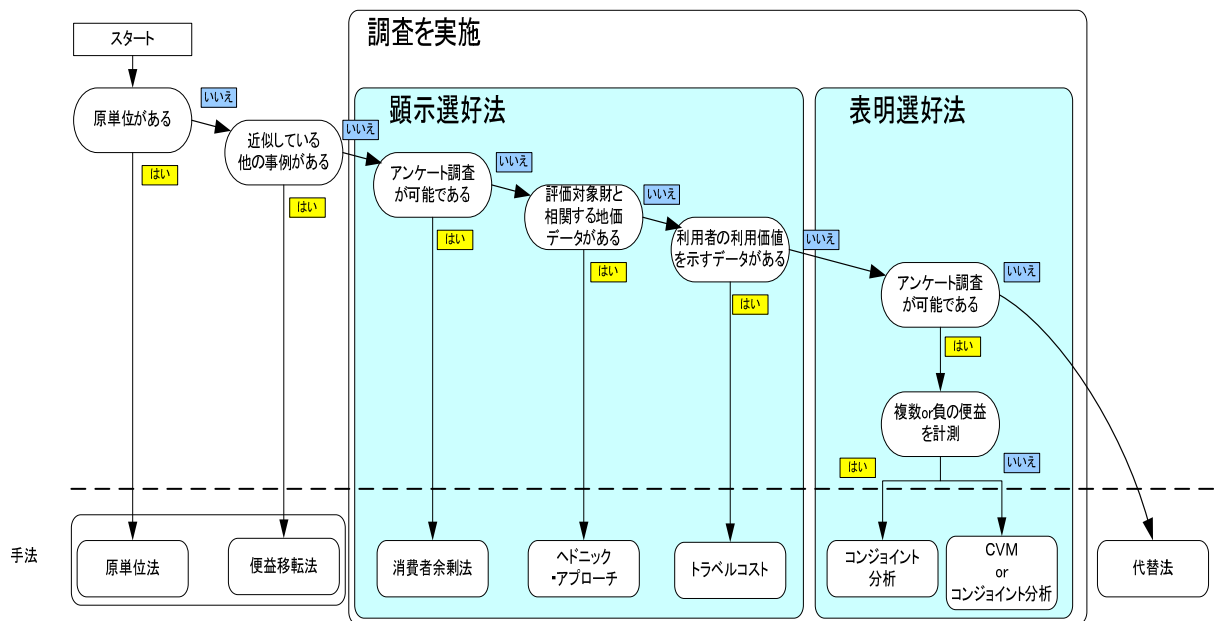 調査を実施
スタート
顕示選好法
表明選好法
原単位がある
いいえ
はい
近似している
他の事例がある
いいえ
はい
アンケート調査
が可能である
いいえ
はい
評価対象財と
相関する地価
データがある
いいえ
はい
利用者の利用価値
を示すデータがある
いいえ
はい
アンケート調査
が可能である
いいえ
はい
複数or負の便益
を計測
はい
いいえ
手法
原単位法
便益移転法
消費者余剰法
ヘドニック
・アプローチ
トラベルコスト
コンジョイント
分析
CVM
or
コンジョイント分析
代替法